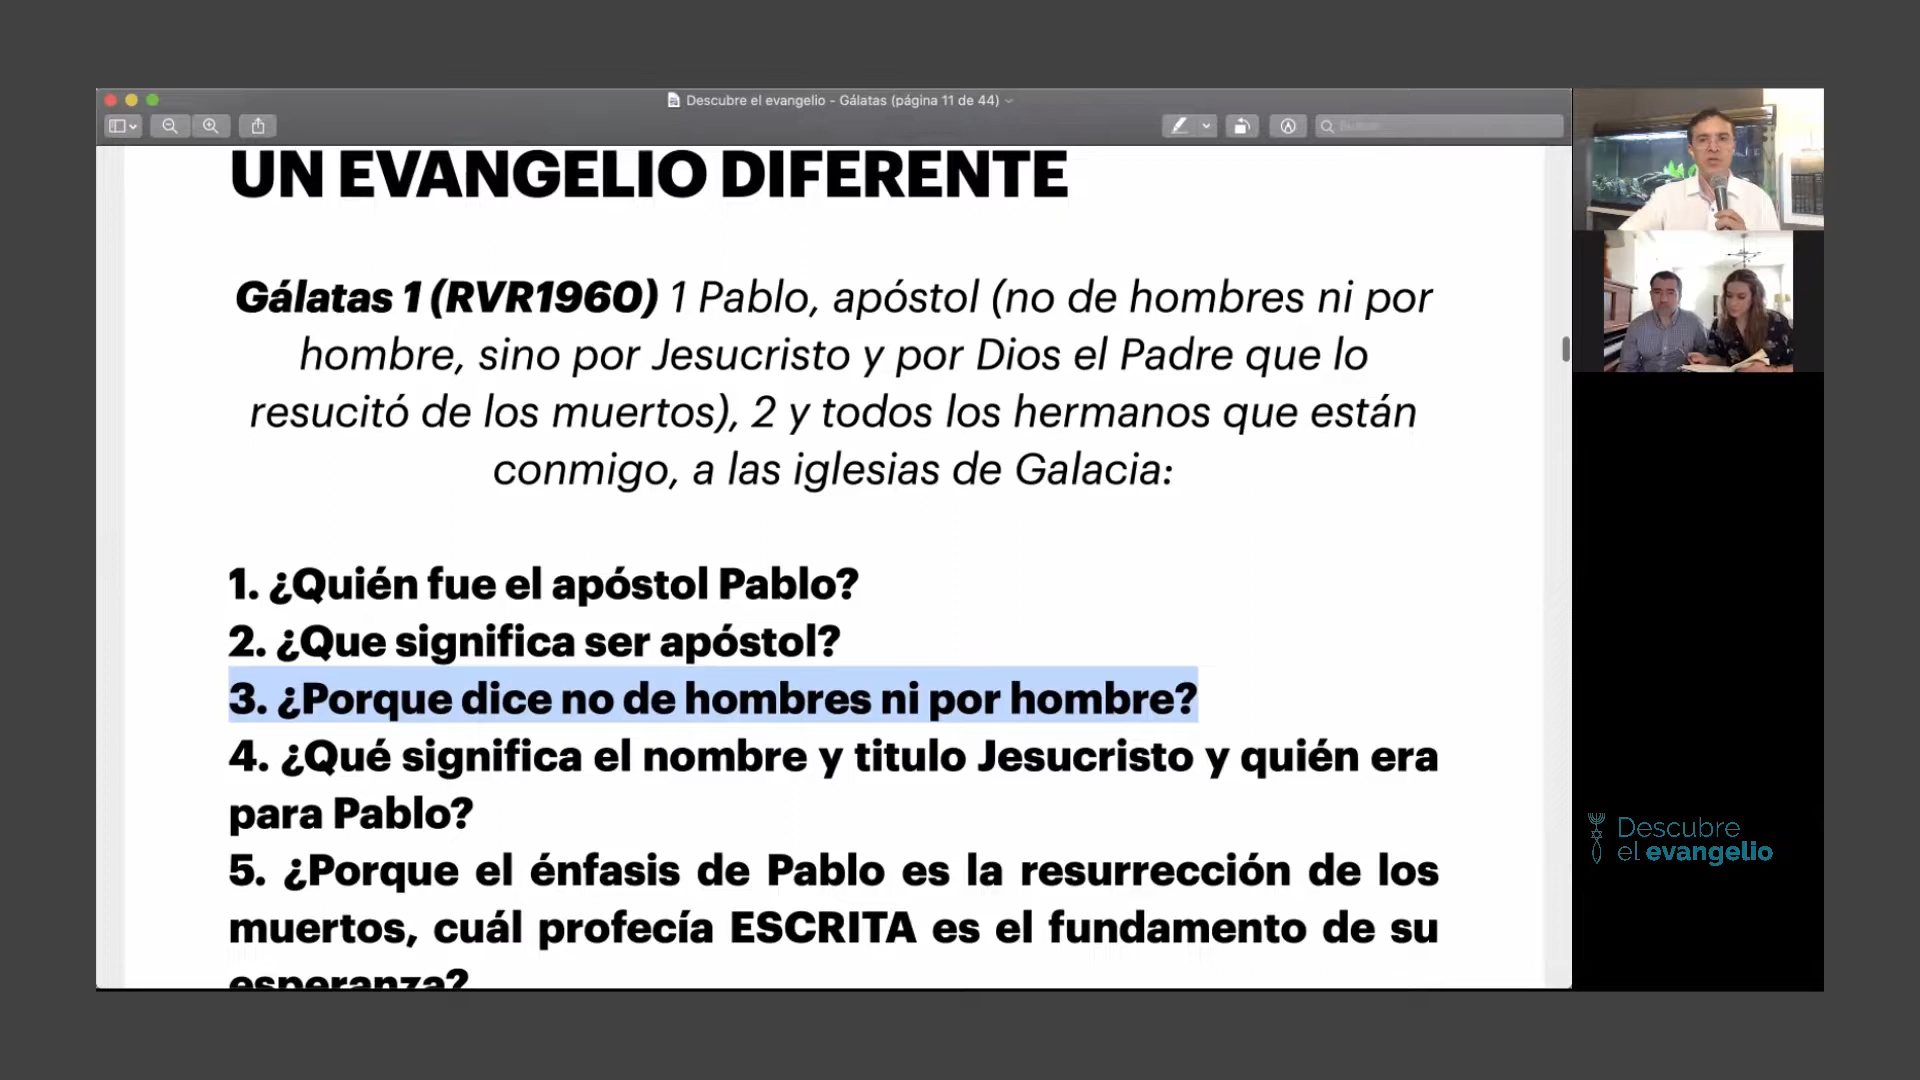 Descubre el evangelio - Gálatas (página 11 de 44)
Buscar
UN EVANGELIO DIFERENTE
Gálatas 1 (RVR1960) 1 Pablo, apóstol (no de hombres ni por
hombre, sino por Jesucristo y por Dios el Padre que lo
resucitó de los muertos), 2 y todos los hermanos que están
conmigo, a las iglesias de Galacia:
1. ¿Quién fue el apóstol Pablo?
2. ¿Que significa ser apóstol?
3. ¿Porque dice no de hombres ni por hombre?
4. ¿Qué significa el nombre y titulo Jesucristo y quién era
para Pablo?
5. ¿Porque el énfasis de Pablo es la resurrección de los
muertos, cuál profecía ESCRITA es el fundamento de su
esperanza?
Descubre
el evangelio